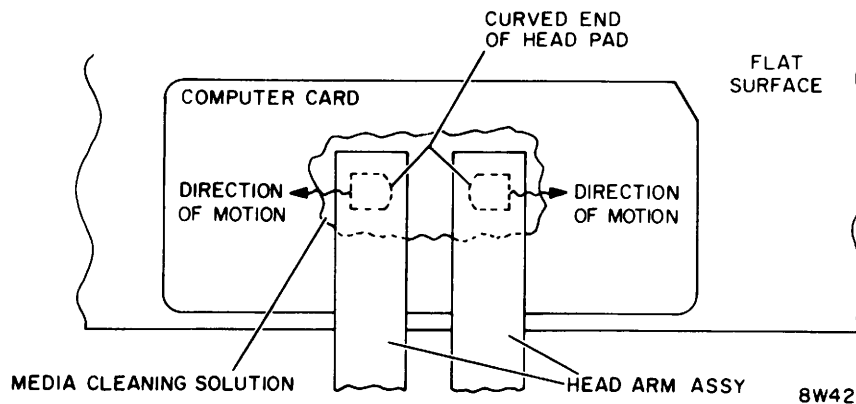 CURVED END
OF HEAD PAD
FLAT
SURFACE
COMPUTER CARD
DIRECTION
OF MOTION
DIRECTION
OF MOTION
MEDIA CLEANING SOLUTION
HEAD ARM ASSY
8W42